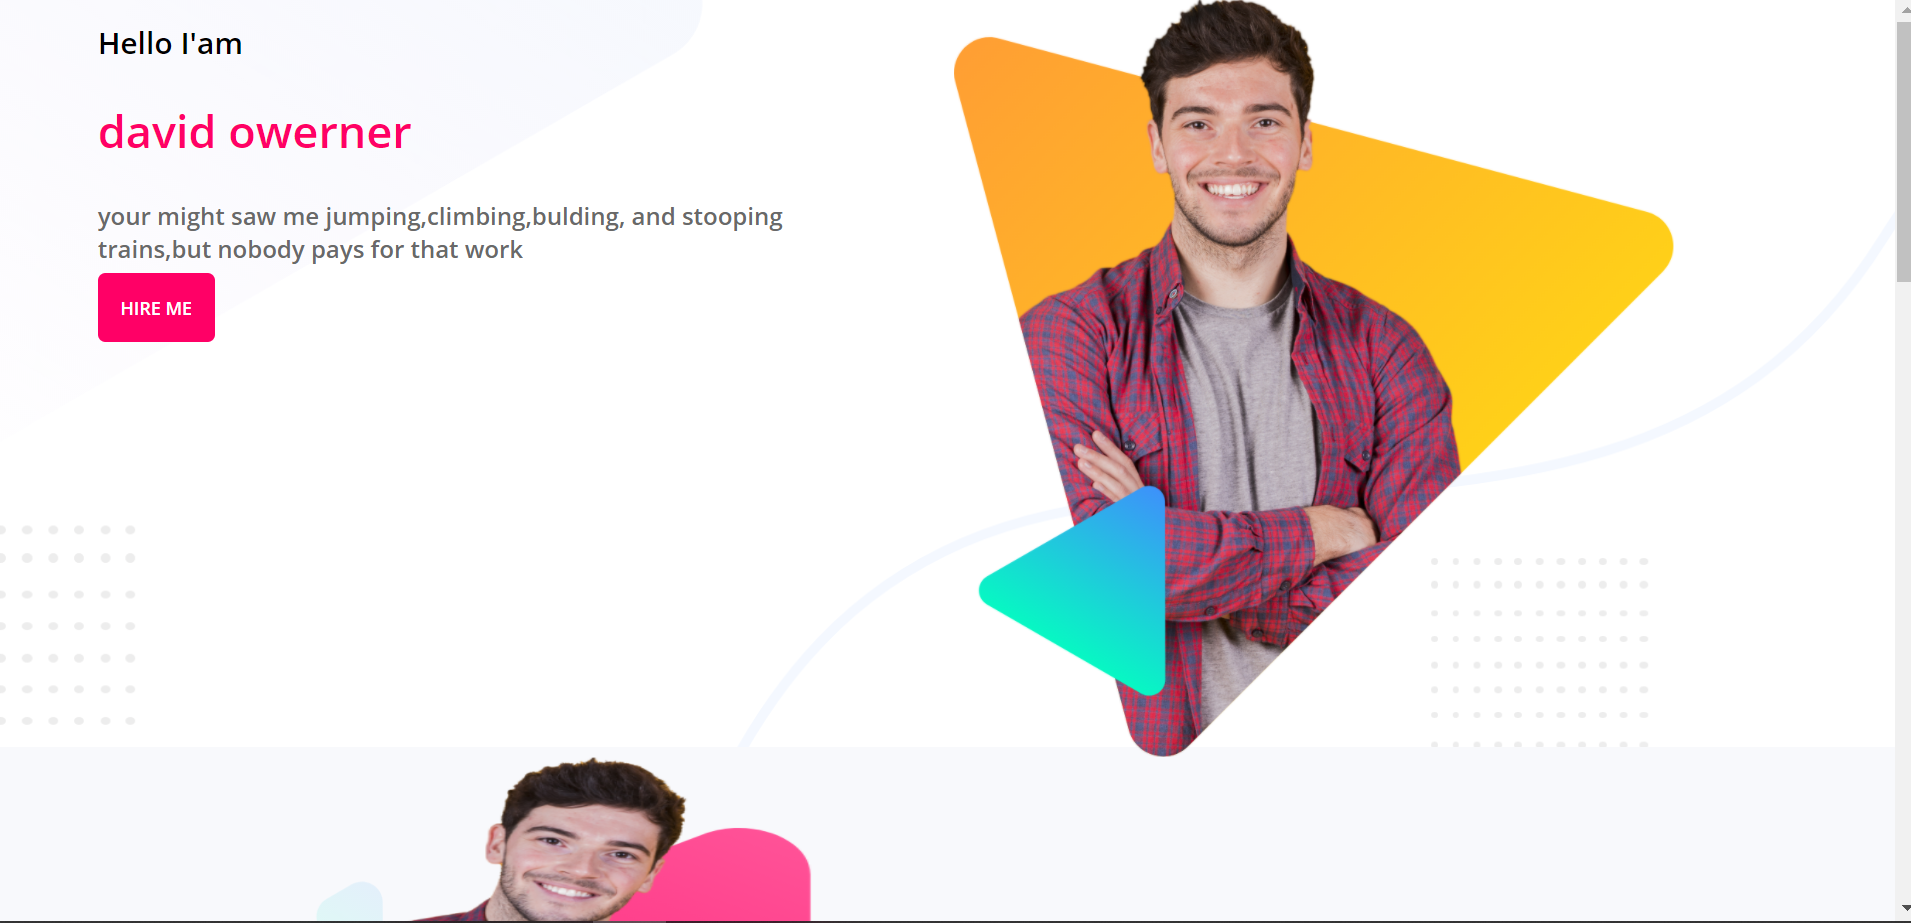 Hello I'am
david owerner
your might saw me jumping,climbing,bulding, and stooping
trains,but nobody pays for that work
HIRE ME